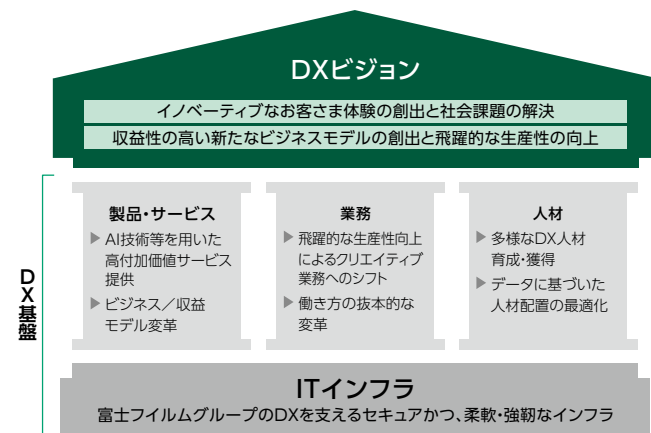 DXビジョン
イノベーティブなお客さま体験の創出と社会課題の解決
収益性の高い新たなビジネスモデルの創出と飛躍的な生産性の向上
DX基盤
製品・サービス
▶ AI技術等を用いた
高付加価値サービス
提供
▶ ビジネス／収益
モデル変革
業務
▶ 飛躍的な生産性向上
によるクリエイティブ
業務へのシフト
▶ 働き方の抜本的な
変革
人材
▶ 多様なDX人材
育成・獲得
▶ データに基づいた
人材配置の最適化
ITインフラ
富士フイルムグループのDXを支えるセキュアかつ、柔軟・強靭なインフラ